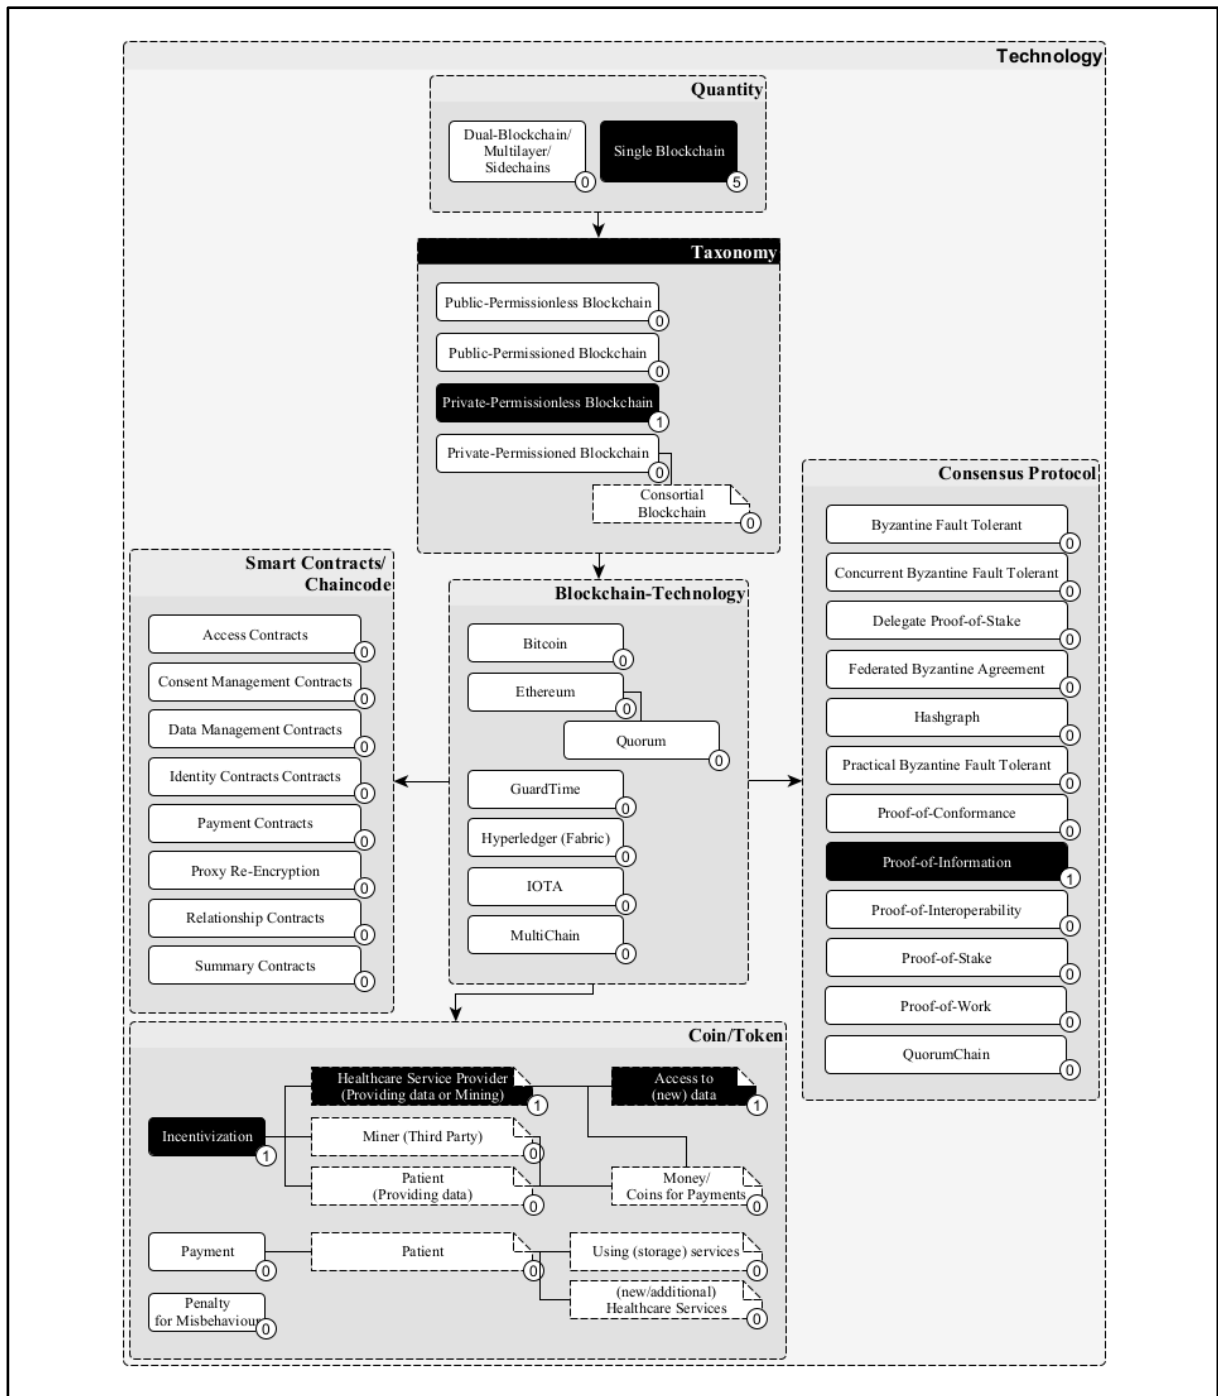 Technology
Quantity
Dual-Blockchain/
Multilayer/
Sidechains
0
Single Blockchain
5
Taxonomy
Public-Permissionless Blockchain
0
Public-Permissioned Blockchain
0
Private-Permissionless Blockchain
1
Private-Permissioned Blockchain
0
Consortial
Blockchain
0
Smart Contracts/
Chaincode
Access Contracts
0
Consent Management Contracts
0
Data Management Contracts
0
Identity Contracts Contracts
0
Payment Contracts
0
Proxy Re-Encryption
0
Relationship Contracts
0
Summary Contracts
0
Blockchain-Technology
Bitcoin
0
Ethereum
0
Quorum
0
GuardTime
0
Hyperledger (Fabric)
0
IOTA
0
MultiChain
0
Consensus Protocol
Byzantine Fault Tolerant
0
Concurrent Byzantine Fault Tolerant
0
Delegate Proof-of-Stake
0
Federated Byzantine Agreement
0
Hashgraph
0
Practical Byzantine Fault Tolerant
0
Proof-of-Conformance
0
Proof-of-Information
1
Proof-of-Interoperability
0
Proof-of-Stake
0
Proof-of-Work
0
QuorumChain
0
Coin/Token
Incentivization
1
Healthcare Service Provider
(Providing data or Mining)
1
Access to
(new) data
1
Miner (Third Party)
0
Patient
(Providing data)
0
Money/
Coins for Payments
0
Payment
0
Patient
0
Using (storage) services
0
(new/additional)
Healthcare Services
0
Penalty
for Misbehaviour
0